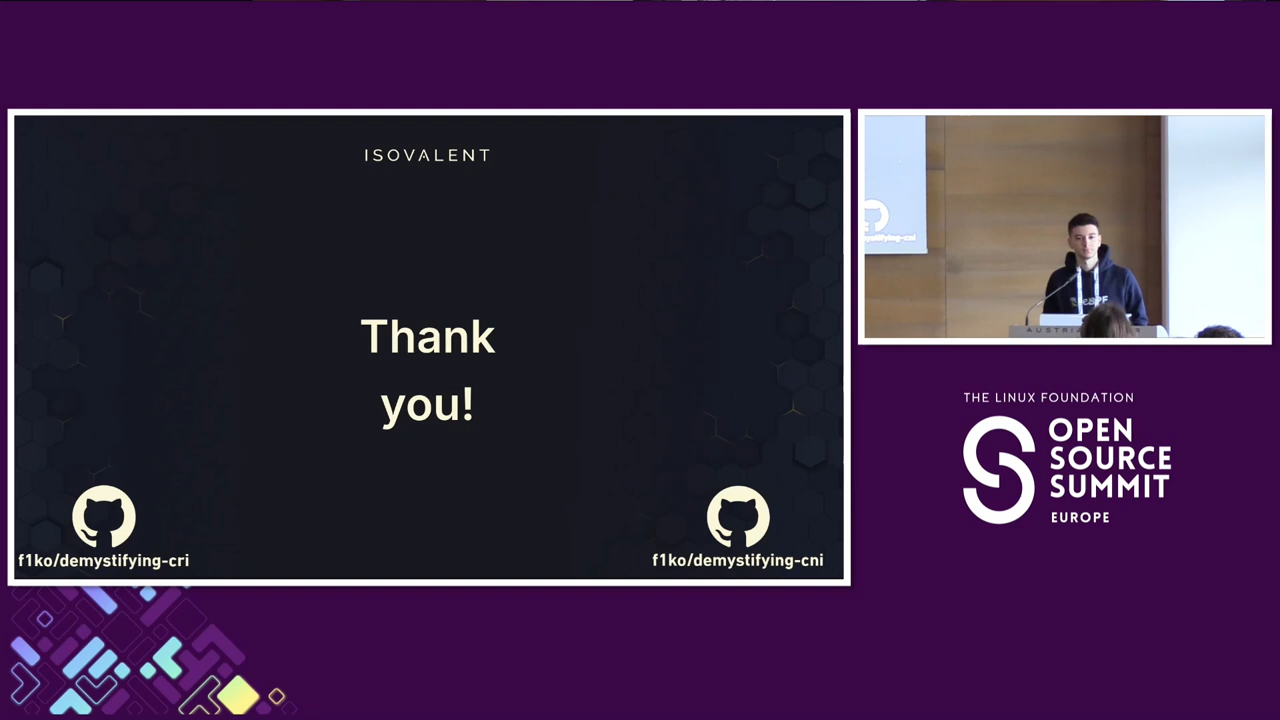 ISOVALENT
Thank
you!
f1ko/demystifying-cri
f1ko/demystifying-cni
THE LINUX FOUNDATION
OPEN
SOURCE
SUMMIT
EUROPE